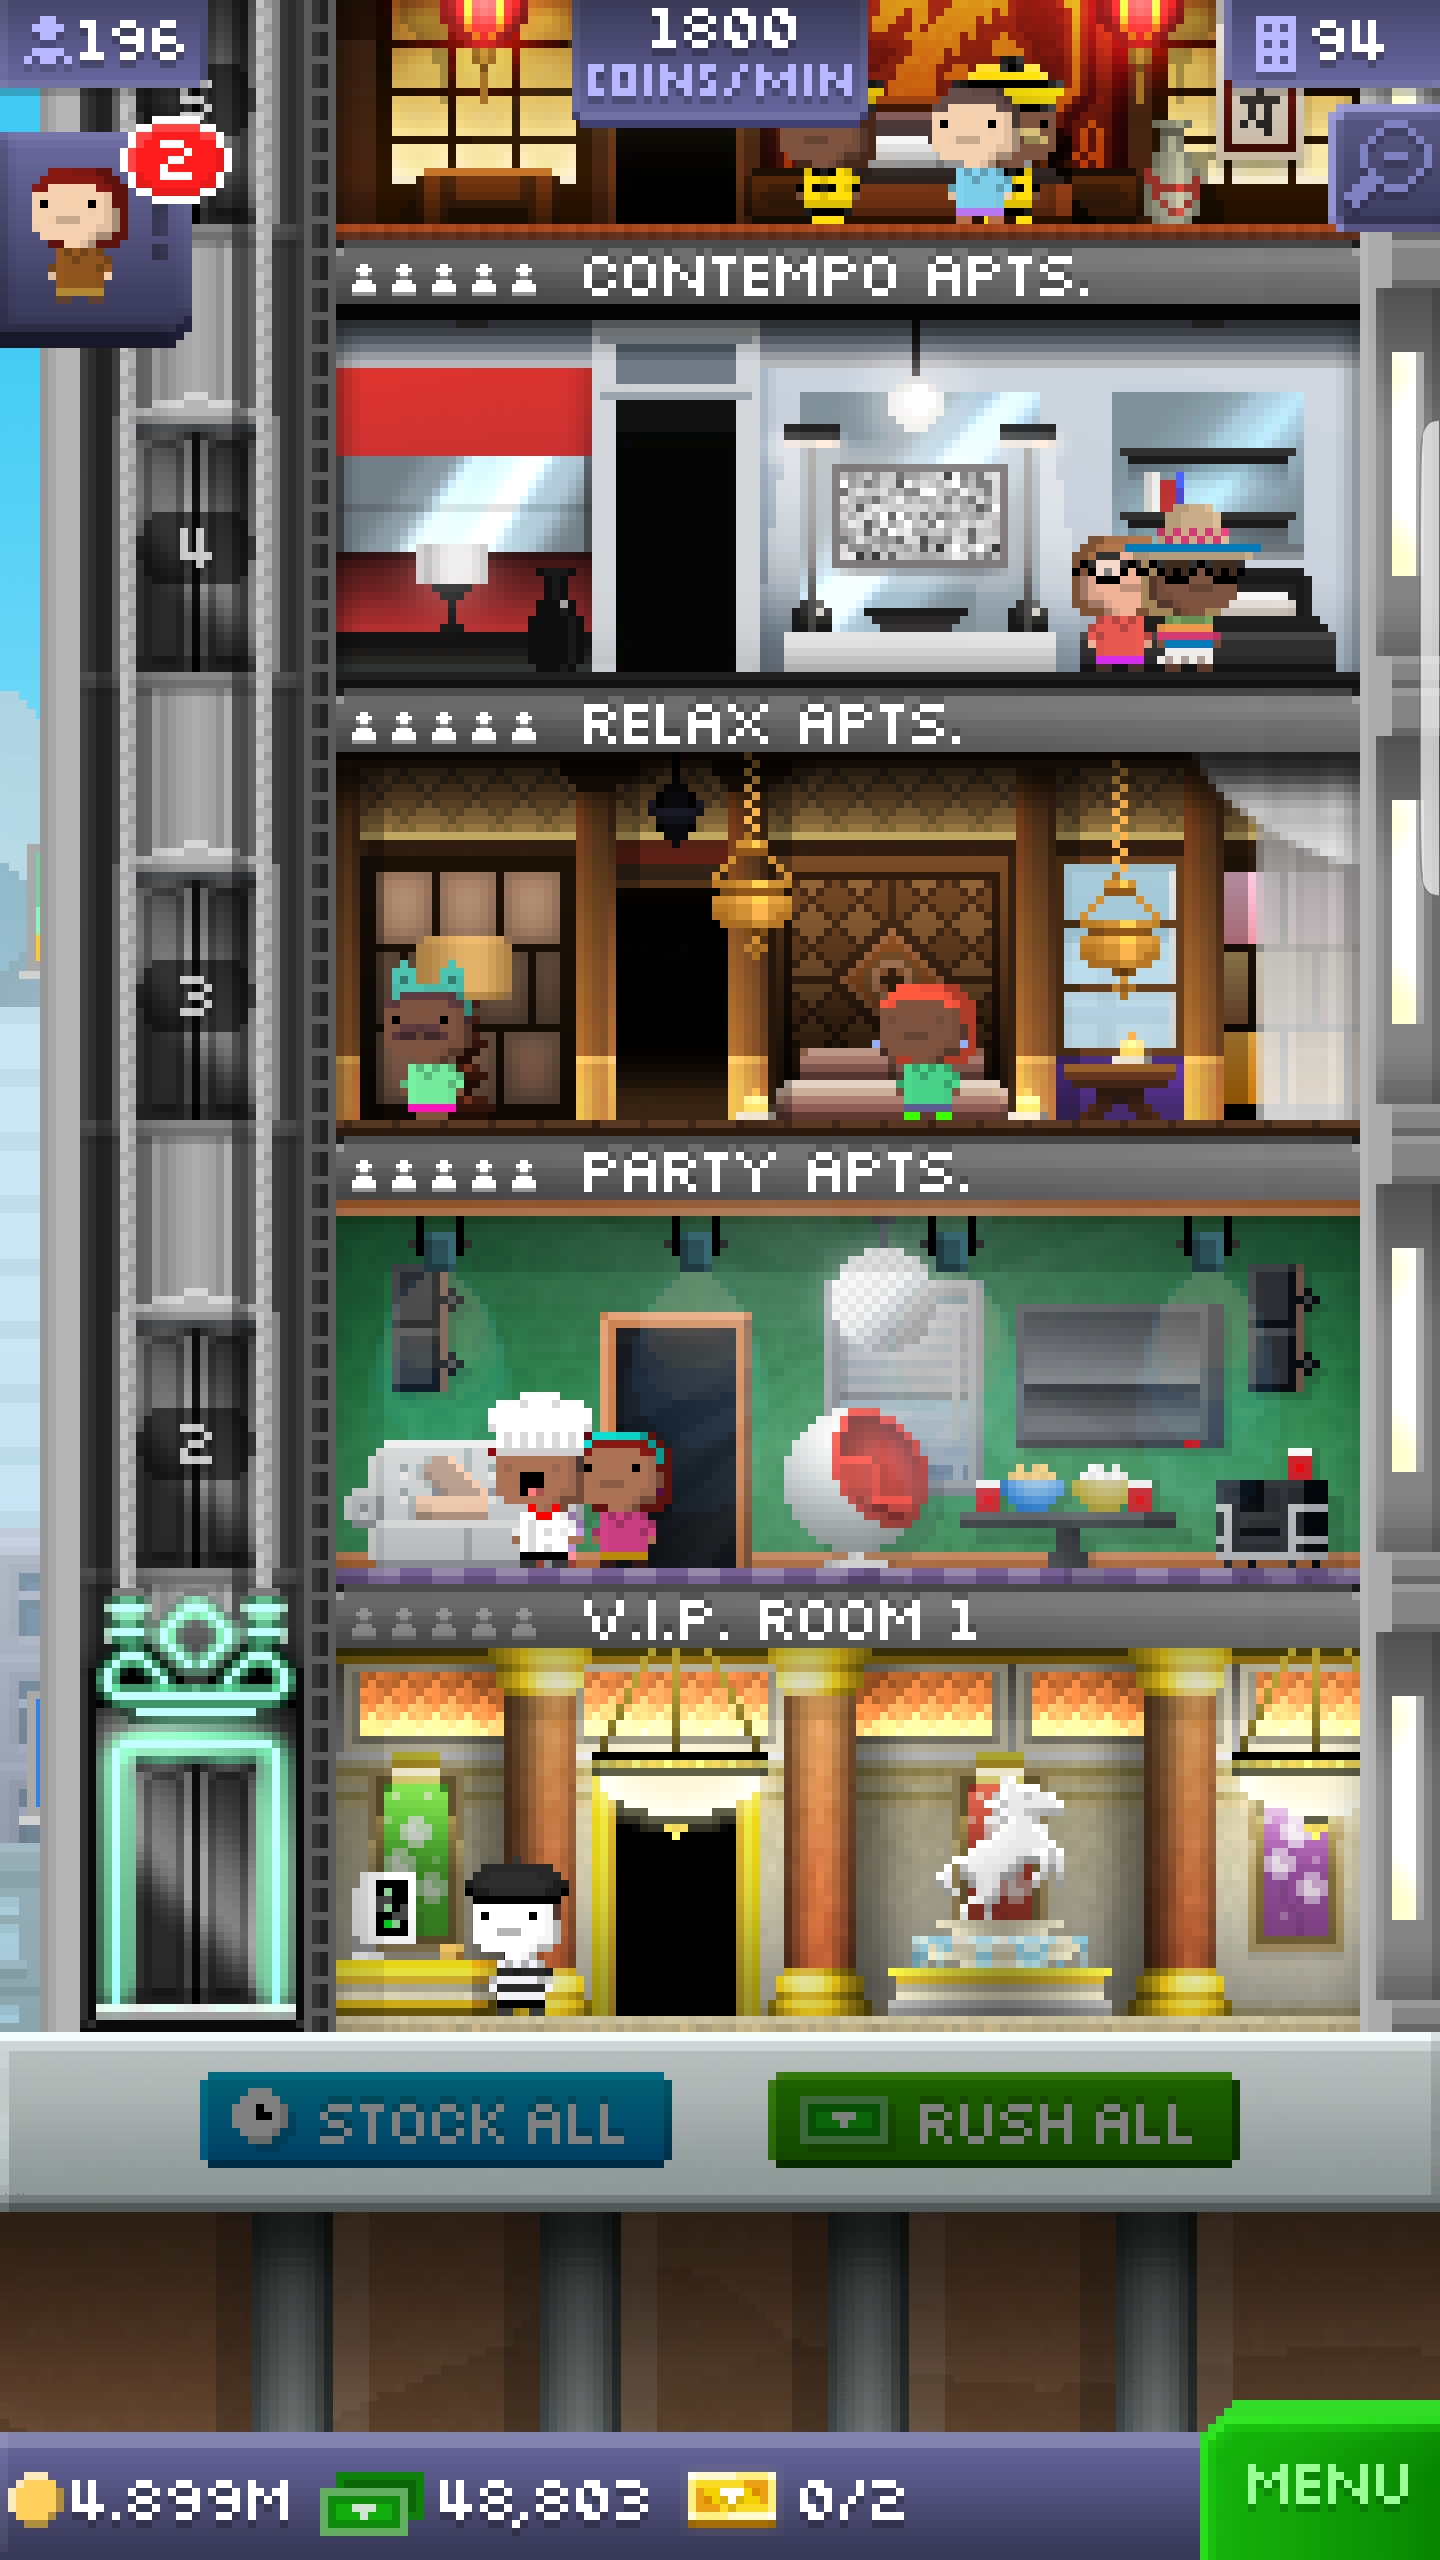 196
1800
COINS/MIN
94
2
5
CONTEMPO APTS.
4
RELAX APTS.
3
PARTY APTS.
2
V.I.P. ROOM 1
STOCK ALL
RUSH ALL
4.899M
48,803
0/2
MENU